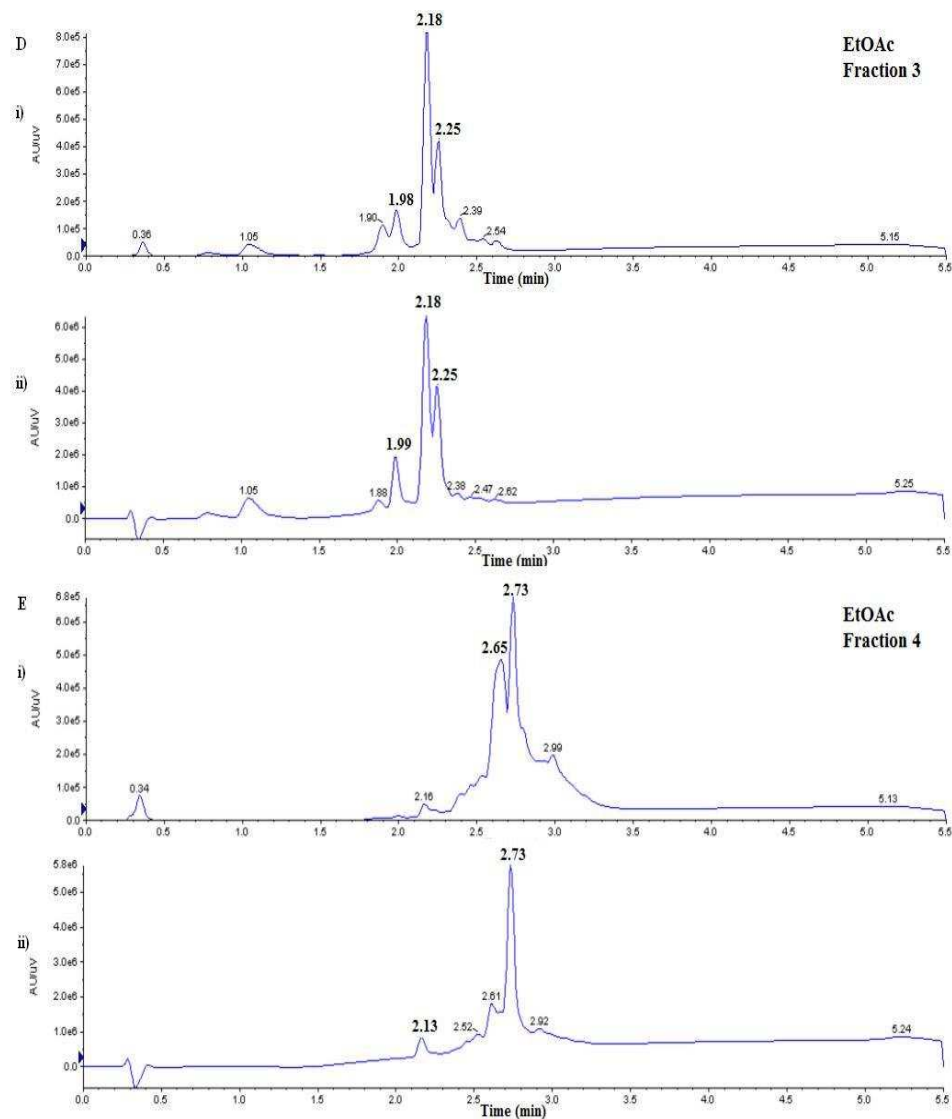 D
EtOAc
Fraction 3
i)
AU/uV
8.0e5
7.0e5
6.0e5
5.0e5
4.0e5
3.0e5
2.0e5
1.0e5
0.0
0.36
1.05
1.90
1.98
2.18
2.25
2.39
2.54
5.15
0.0 0.5 1.0 1.5 2.0 2.5 3.0 3.5 4.0 4.5 5.0 5.5
Time (min)
ii)
AU/uV
6.0e6
5.0e6
4.0e6
3.0e6
2.0e6
1.0e6
0.0
1.05
1.88
1.99
2.18
2.25
2.38
2.47
2.62
5.25
0.0 0.5 1.0 1.5 2.0 2.5 3.0 3.5 4.0 4.5 5.0 5.5
Time (min)
E
EtOAc
Fraction 4
i)
AU/uV
6.8e5
6.0e5
5.0e5
4.0e5
3.0e5
2.0e5
1.0e5
0.0
0.34
2.16
2.65
2.73
2.99
5.13
0.0 0.5 1.0 1.5 2.0 2.5 3.0 3.5 4.0 4.5 5.0 5.5
Time (min)
ii)
AU/uV
5.8e6
5.0e6
4.0e6
3.0e6
2.0e6
1.0e6
0.0
2.13
2.52
2.61
2.73
2.92
5.24
0.0 0.5 1.0 1.5 2.0 2.5 3.0 3.5 4.0 4.5 5.0 5.5
Time (min)